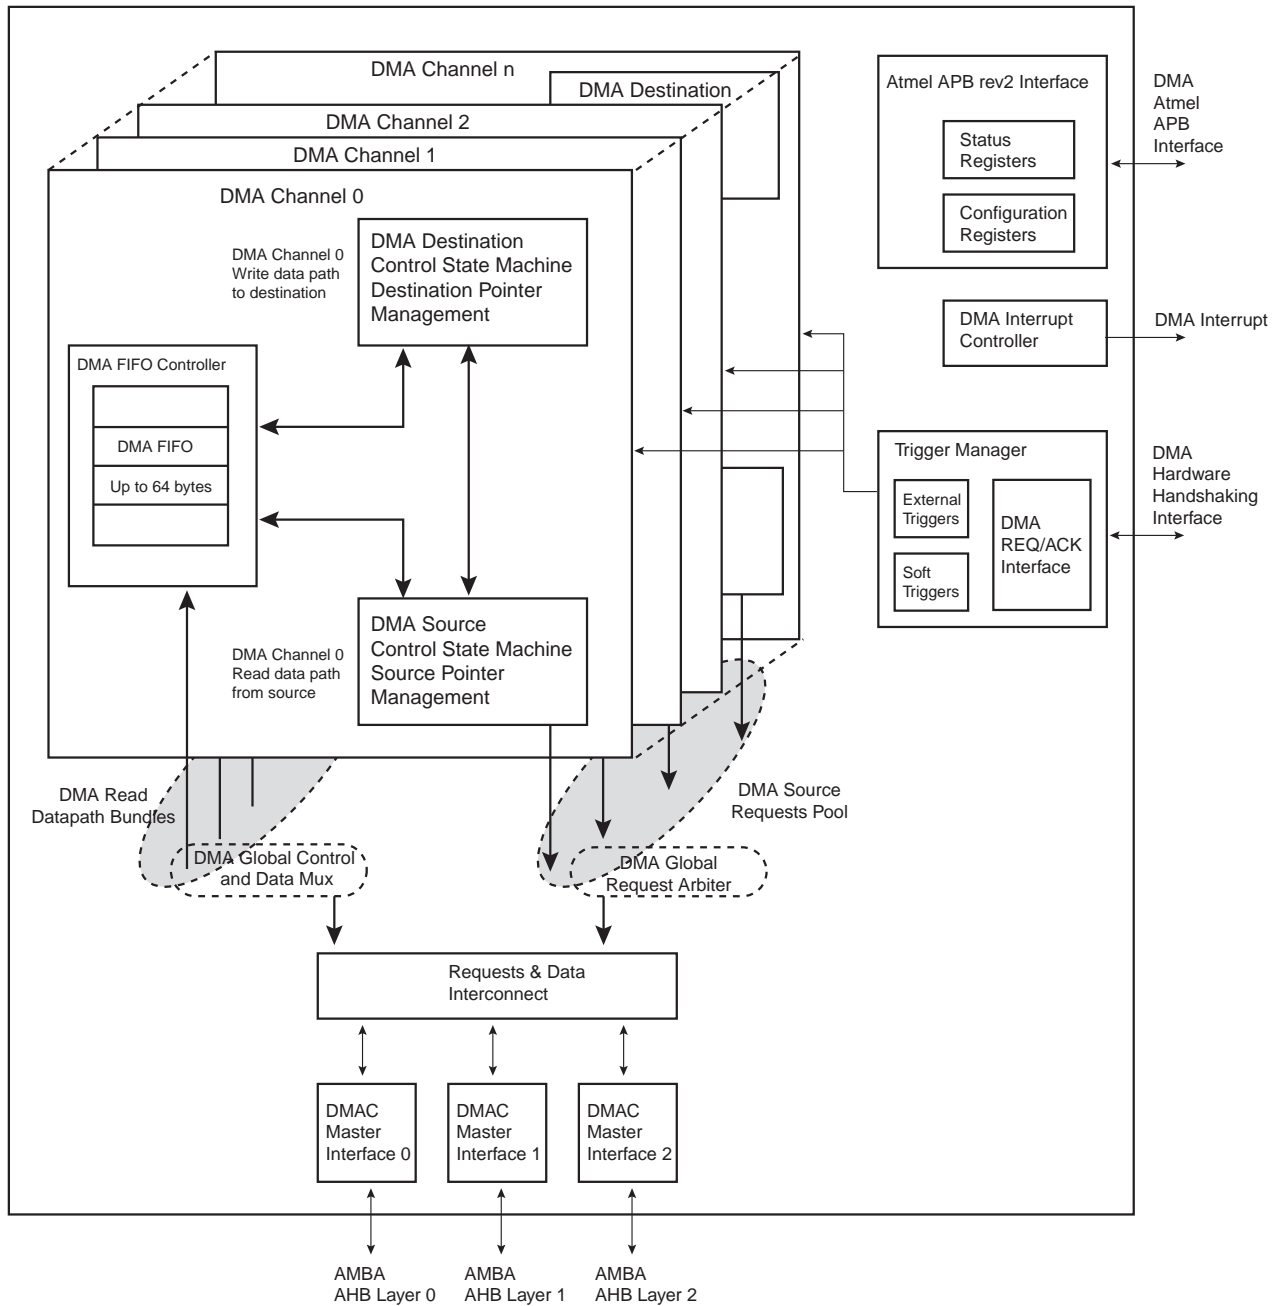 DMA Channel n
DMA Destination
DMA Channel 2
DMA Channel 1
DMA Channel 0
DMA Channel 0
Write data path
to destination
DMA Destination
Control State Machine
Destination Pointer
Management
DMA FIFO Controller
DMA FIFO
Up to 64 bytes
DMA Channel 0
Read data path
from source
DMA Source
Control State Machine
Source Pointer
Management
Atmel APB rev2 Interface
Status
Registers
Configuration
Registers
DMA
Atmel
APB
Interface
DMA Interrupt
Controller
DMA Interrupt
Trigger Manager
External
Triggers
Soft
Triggers
DMA
REQ/ACK
Interface
DMA
Hardware
Handshaking
Interface
DMA Read
Datapath Bundles
DMA Source
Requests Pool
DMA Global Control
and Data Mux
DMA Global
Request Arbiter
Requests & Data
Interconnect
DMAC
Master
Interface 0
DMAC
Master
Interface 1
DMAC
Master
Interface 2
AMBA
AHB Layer 0
AMBA
AHB Layer 1
AMBA
AHB Layer 2